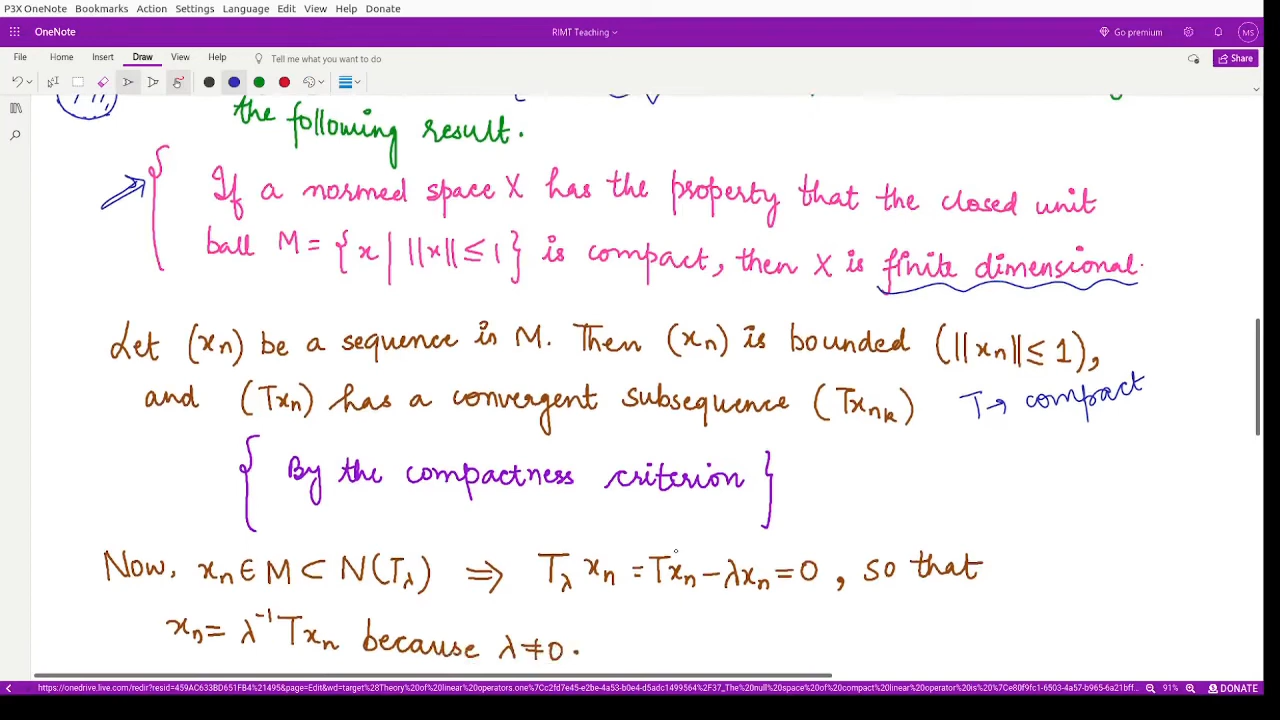 P3X OneNote Bookmarks Action Settings Language Edit View Help Donate
OneNote
RIMT Teaching
Go premium
MS
File Home Insert Draw View Help Tell me what you want to do
Share
the following result.
If a normed space X has the property that the closed unit
ball M = {x | ||x|| ≤ 1} is compact, then X is finite dimensional.
Let (xn) be a sequence in M. Then (xn) is bounded (||xn|| ≤ 1),
and (Txn) has a convergent subsequence (Txnk) T → compact
{ By the compactness criterion }
Now, xn ∈ M ⊂ N(Tλ) ⇒ Tλ xn = Txn − λxn = 0, so that
xn = λ⁻¹ Txn because λ ≠ 0.
91%
DONATE